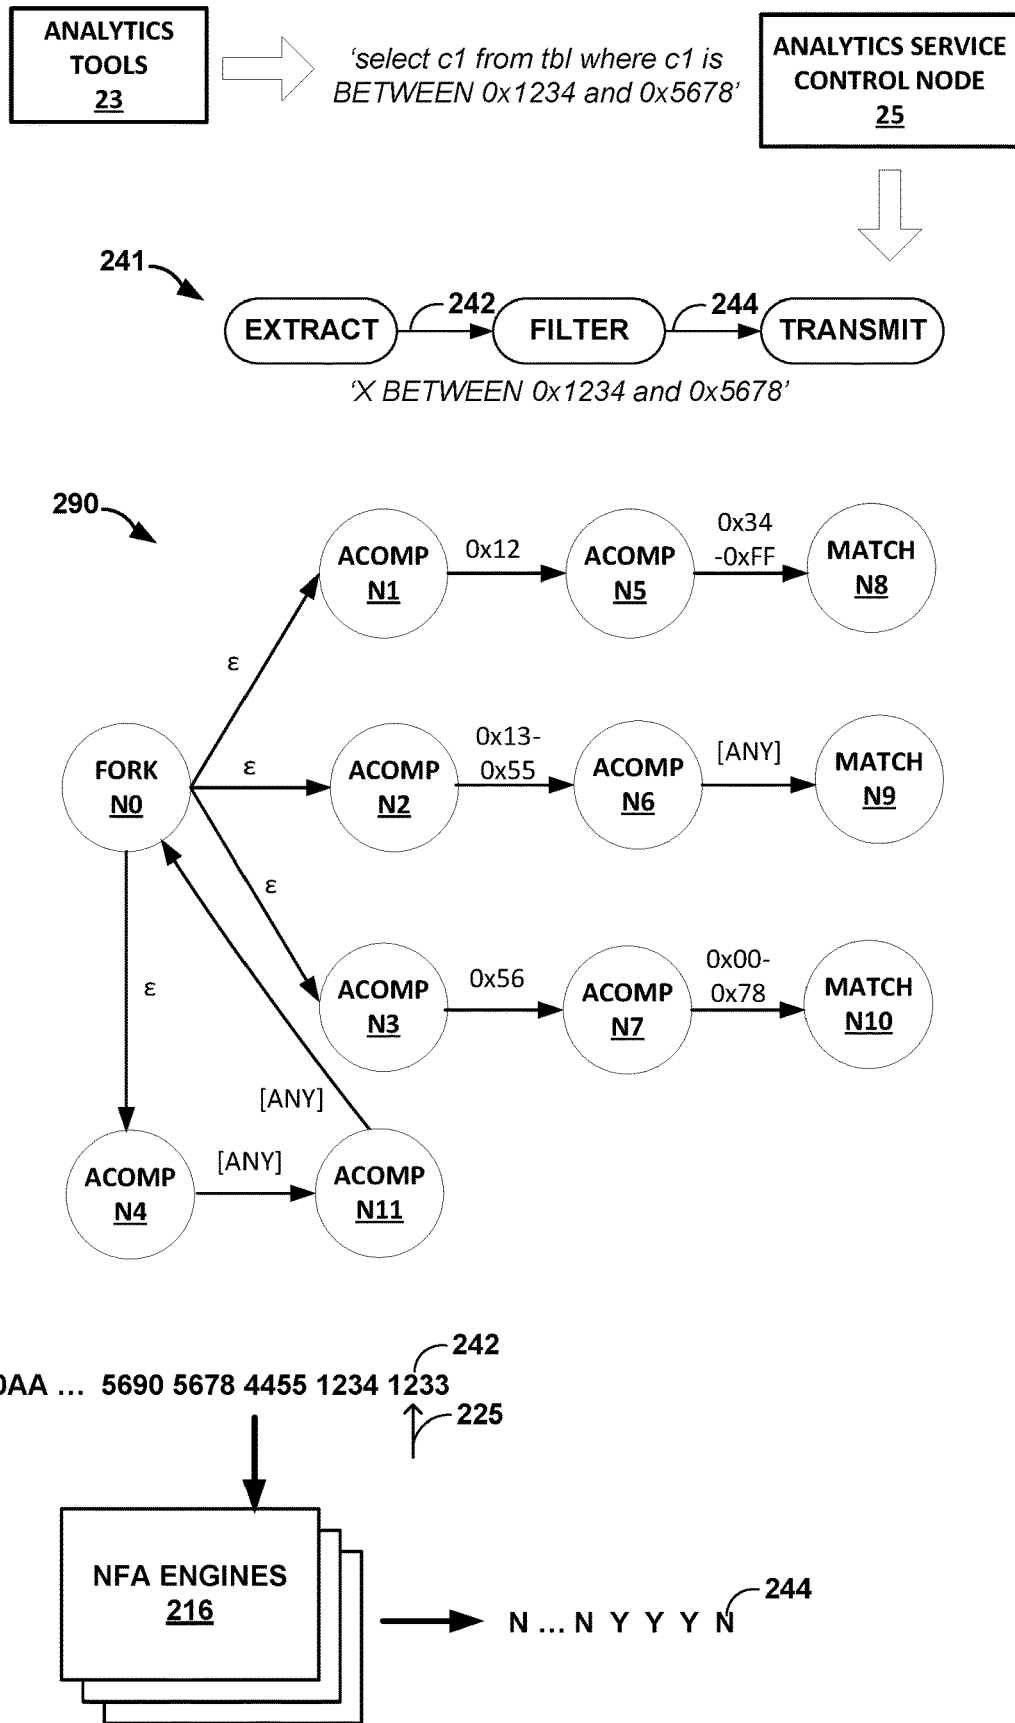 ANALYTICS
TOOLS
23
'select c1 from tbl where c1 is
BETWEEN 0x1234 and 0x5678'
ANALYTICS SERVICE
CONTROL NODE
25
241
242
244
EXTRACT
FILTER
TRANSMIT
'X BETWEEN 0x1234 and 0x5678'
290
ACOMP
N1
0x12
ACOMP
N5
0x34
-0xFF
MATCH
N8
ε
FORK
N0
ε
ACOMP
N2
0x13-
0x55
ACOMP
N6
[ANY]
MATCH
N9
ε
ACOMP
N3
0x56
ACOMP
N7
0x00-
0x78
MATCH
N10
ε
[ANY]
ACOMP
N4
[ANY]
ACOMP
N11
242
0AA ... 5690 5678 4455 1234 1233
225
NFA ENGINES
216
244
N ... N Y Y Y N